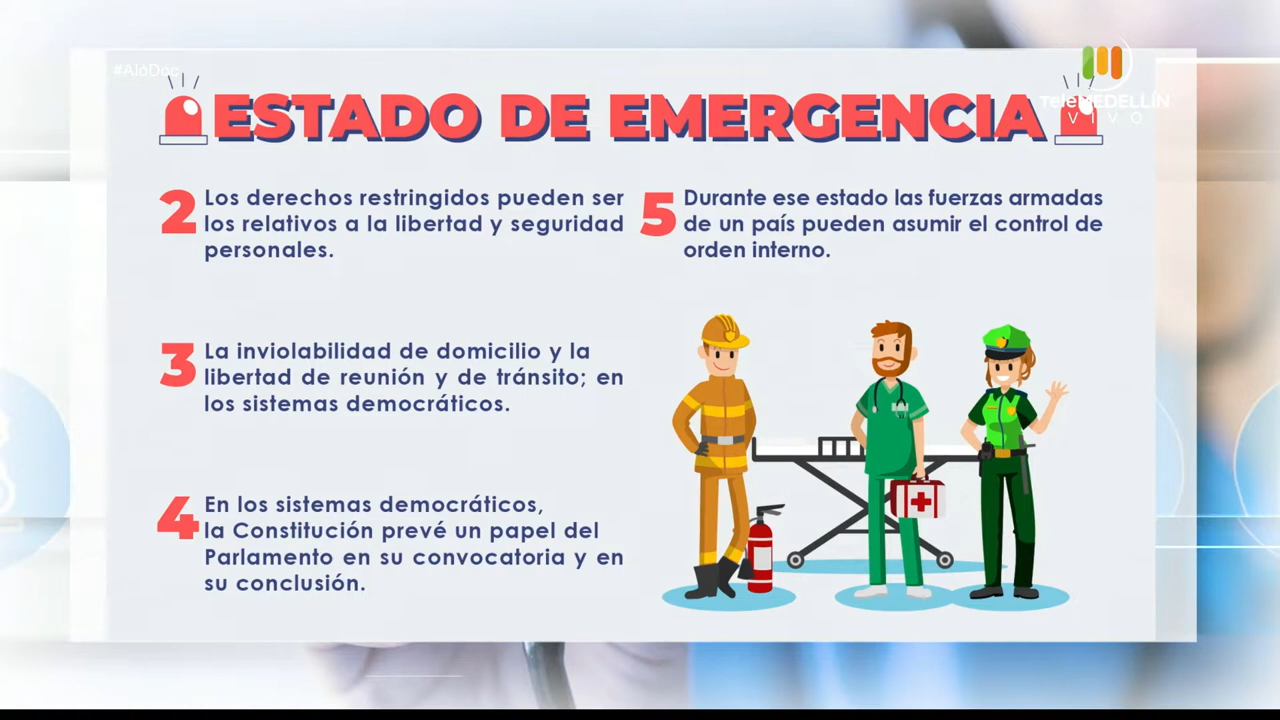 #AlóDoc
TeleMEDELLÍN
VIVO
ESTADO DE EMERGENCIA
2 Los derechos restringidos pueden ser
los relativos a la libertad y seguridad
personales.
3 La inviolabilidad de domicilio y la
libertad de reunión y de tránsito; en
los sistemas democráticos.
4 En los sistemas democráticos,
la Constitución prevé un papel del
Parlamento en su convocatoria y en
su conclusión.
5 Durante ese estado las fuerzas armadas
de un país pueden asumir el control de
orden interno.